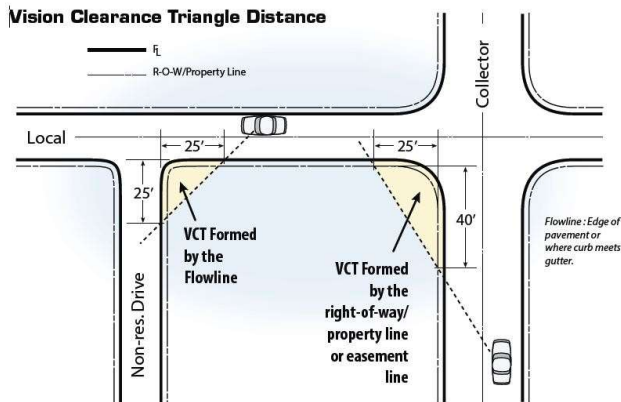 Vision Clearance Triangle Distance
FL
R-O-W/Property Line
Collector
Local
25'
25'
25'
40'
VCT Formed
by the
Flowline
VCT Formed
by the
right-of-way/
property line
or easement
line
Flowline : Edge of
pavement or
where curb meets
gutter.
Non-res. Drive